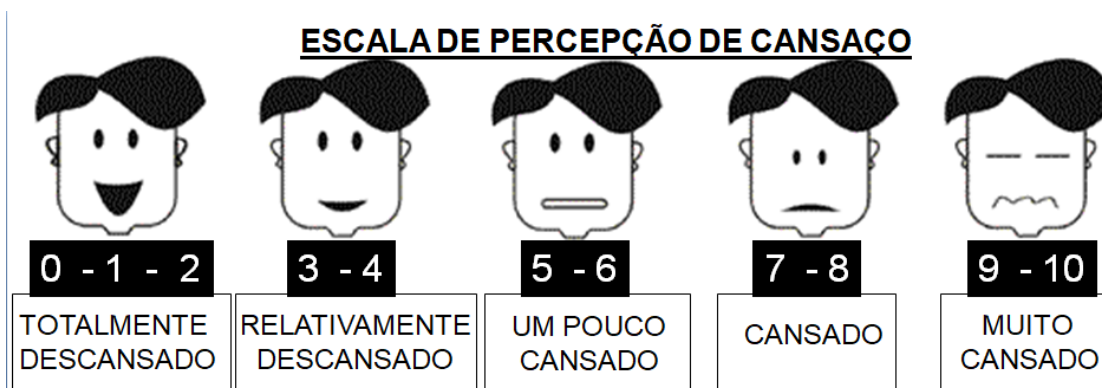 ESCALA DE PERCEPÇÃO DE CANSAÇO
0 - 1 - 2
3 - 4
5 - 6
7 - 8
9 - 10
TOTALMENTE
DESCANSADO
RELATIVAMENTE
DESCANSADO
UM POUCO
CANSADO
CANSADO
MUITO
CANSADO